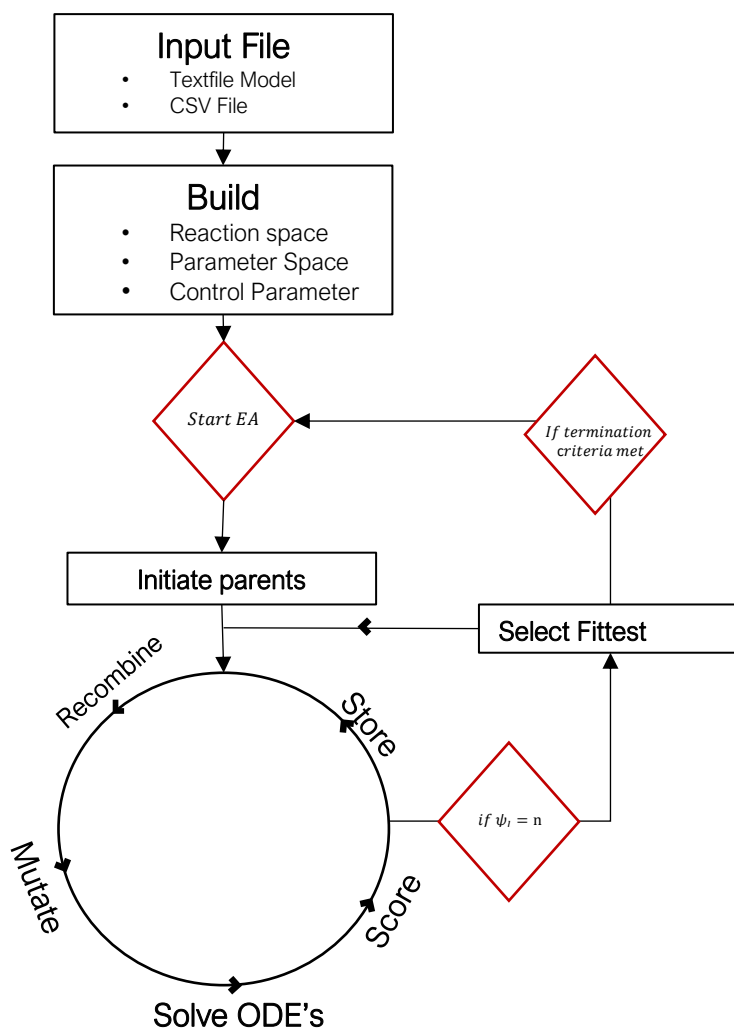 Input File
• Textfile Model
• CSV File
Build
• Reaction space
• Parameter Space
• Control Parameter
Start EA
If termination
criteria met
Initiate parents
Select Fittest
Recombine
Store
if ψ_I = n
Mutate
Score
Solve ODE's